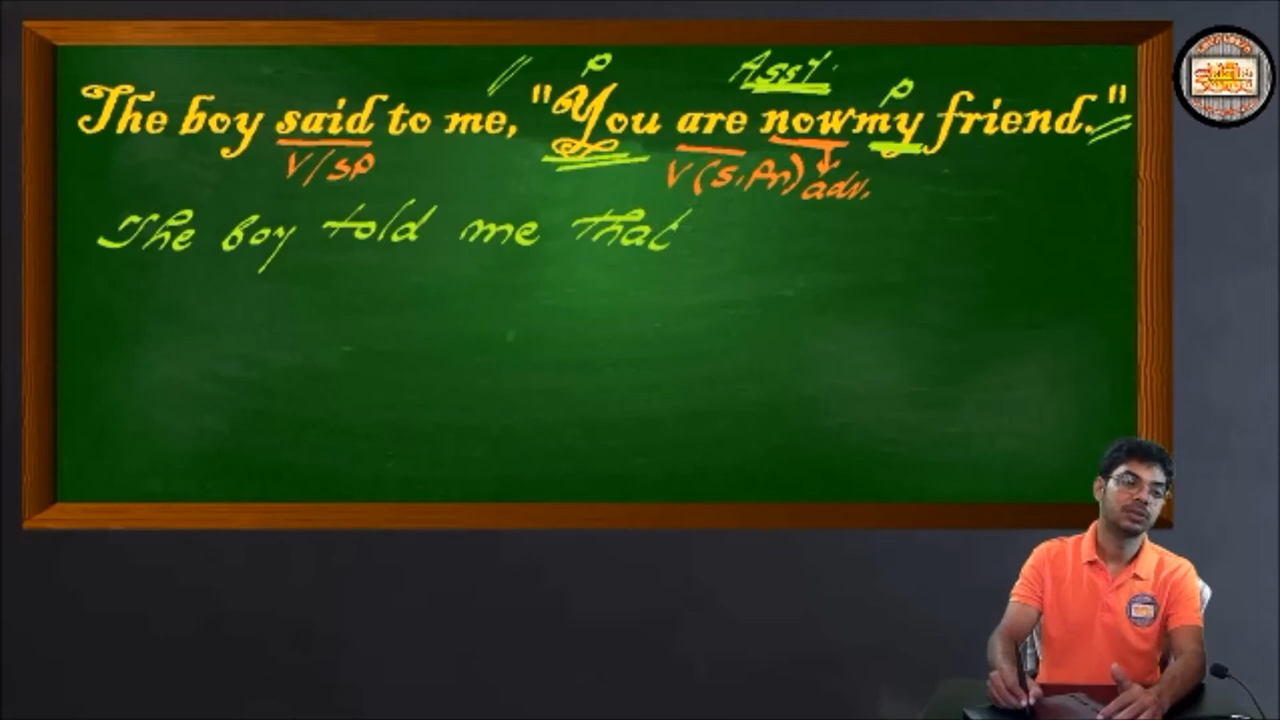 P Asst. P
The boy said to me, "You are nowmy friend."
V/SP V(S.Pr) adv.
The boy told me that